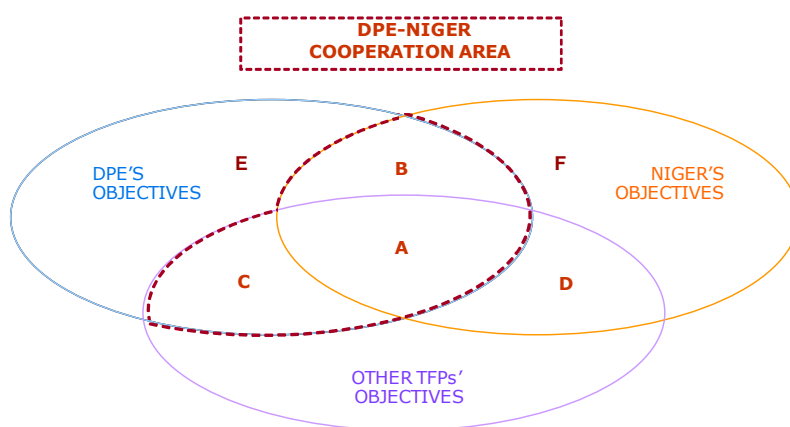 DPE-NIGER
COOPERATION AREA
E
B
F
DPE'S
OBJECTIVES
NIGER'S
OBJECTIVES
A
C
D
OTHER TFPs'
OBJECTIVES